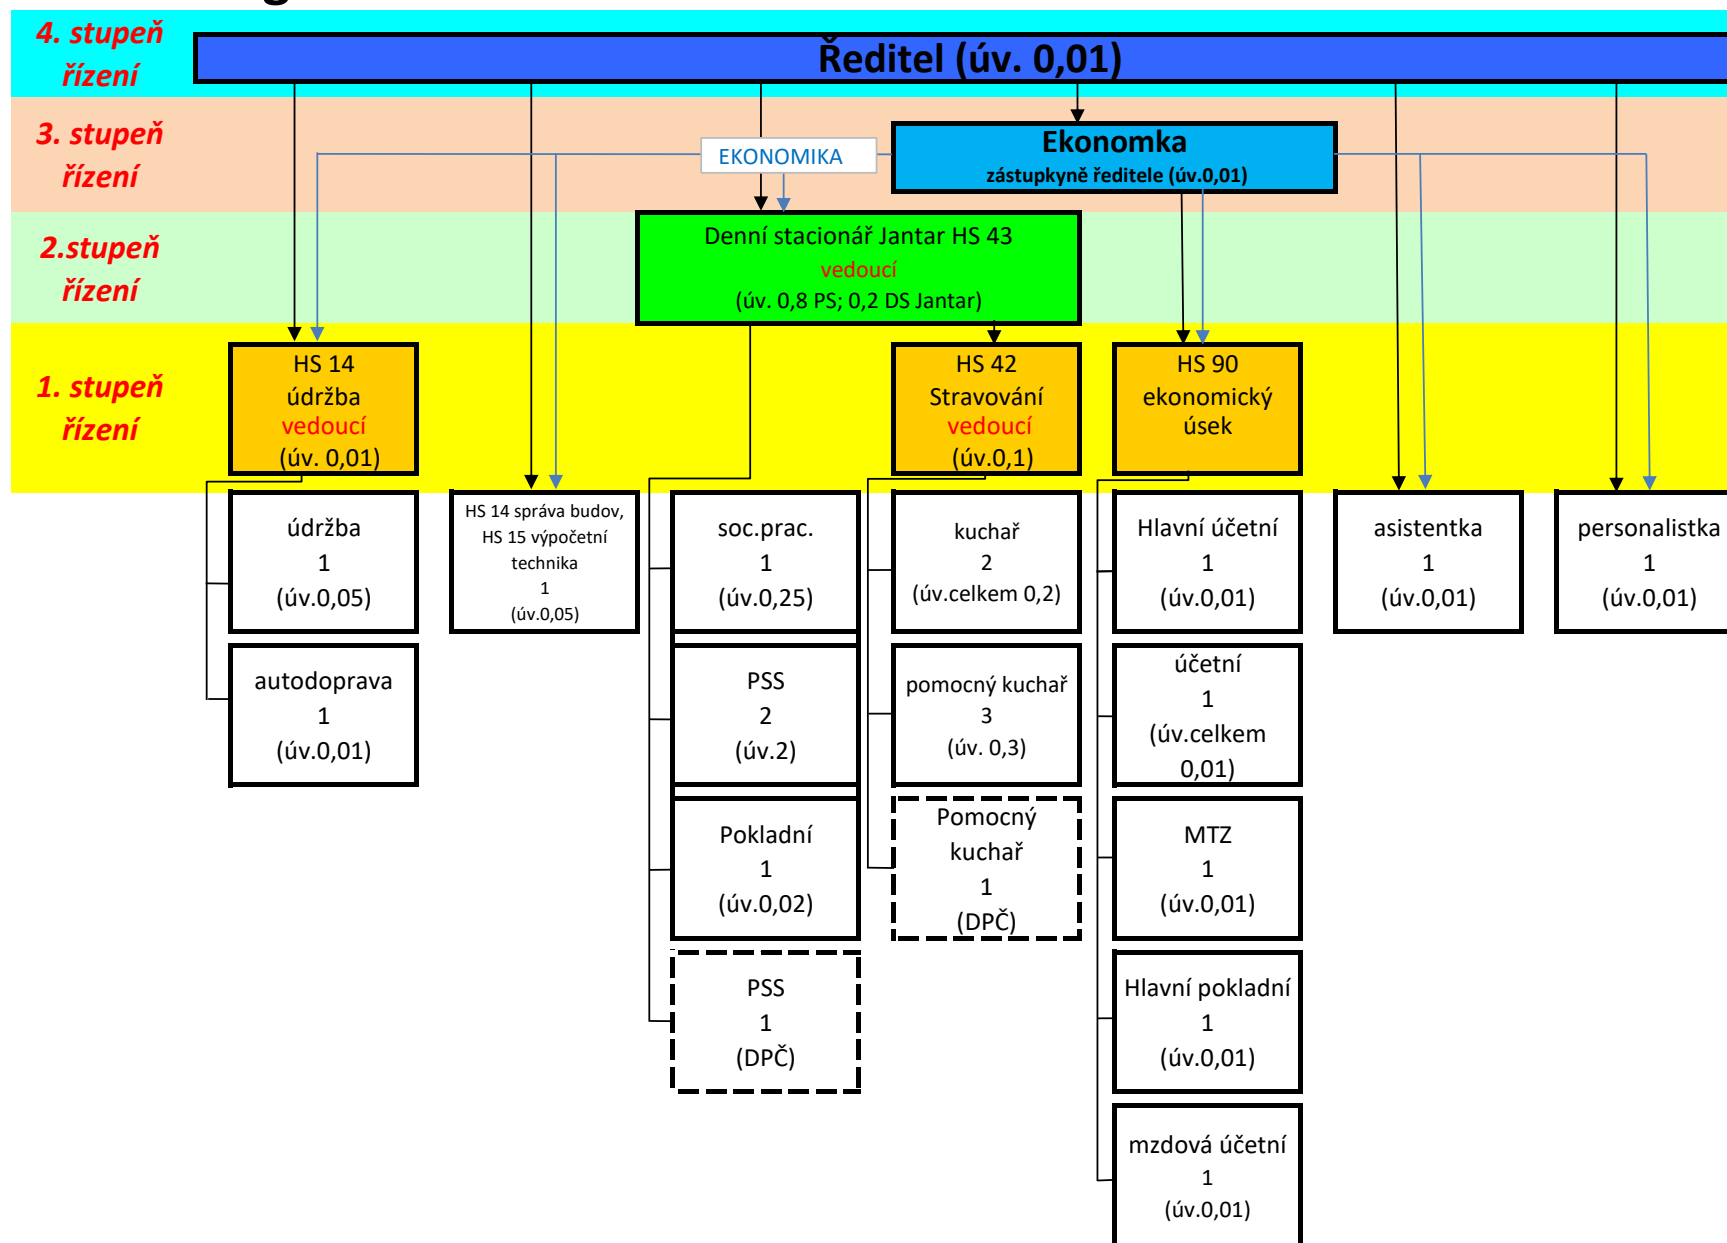 4. stupeň
řízení
Ředitel (úv. 0,01)
3. stupeň
řízení
EKONOMIKA
Ekonomka
zástupkyně ředitele (úv.0,01)
2.stupeň
řízení
Denní stacionář Jantar HS 43
vedoucí
(úv. 0,8 PS; 0,2 DS Jantar)
1. stupeň
řízení
HS 14
údržba
vedoucí
(úv. 0,01)
HS 42
Stravování
vedoucí
(úv.0,1)
HS 90
ekonomický
úsek
údržba
1
(úv.0,05)
HS 14 správa budov,
HS 15 výpočetní
technika
1
(úv.0,05)
soc.prac.
1
(úv.0,25)
kuchař
2
(úv.celkem 0,2)
Hlavní účetní
1
(úv.0,01)
asistentka
1
(úv.0,01)
personalistka
1
(úv.0,01)
autodoprava
1
(úv.0,01)
PSS
2
(úv.2)
pomocný kuchař
3
(úv. 0,3)
účetní
1
(úv.celkem
0,01)
Pokladní
1
(úv.0,02)
Pomocný
kuchař
1
(DPČ)
MTZ
1
(úv.0,01)
PSS
1
(DPČ)
Hlavní pokladní
1
(úv.0,01)
mzdová účetní
1
(úv.0,01)